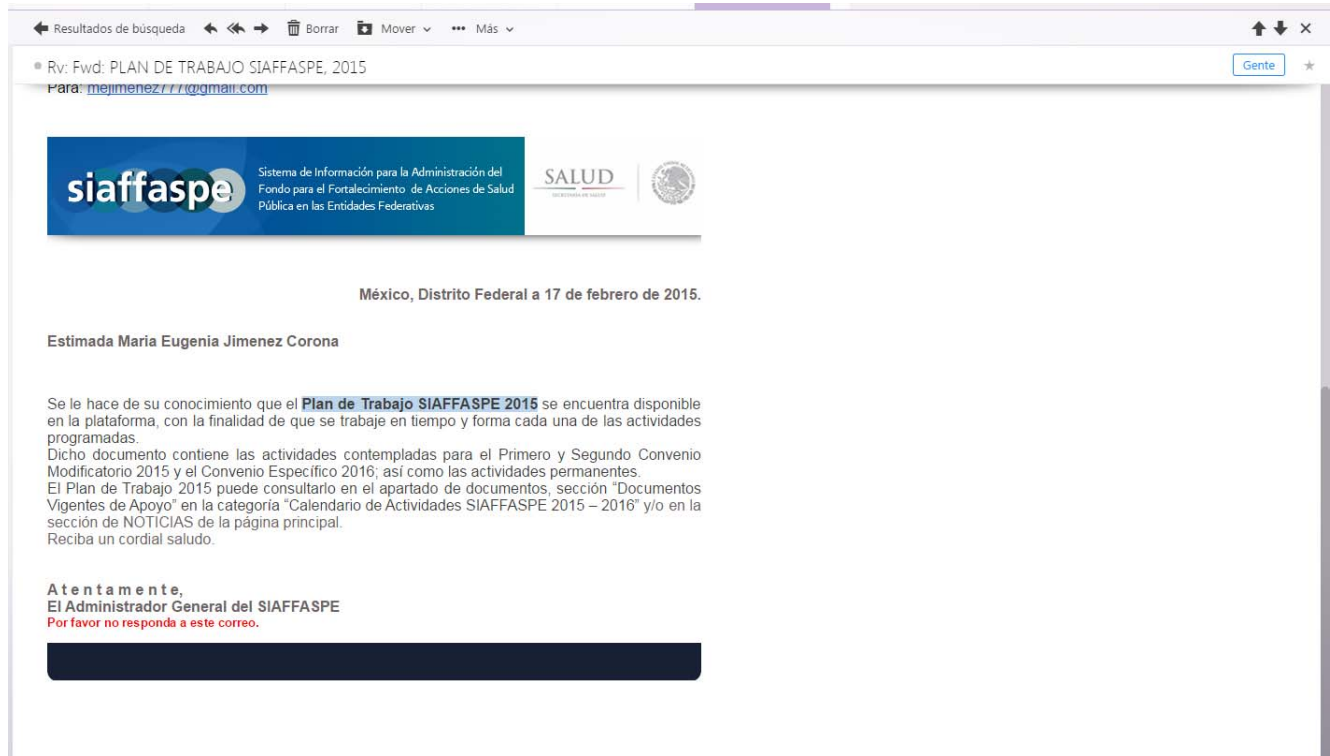 Resultados de búsqueda Borrar Mover Más
Rv: Fwd: PLAN DE TRABAJO SIAFFASPE, 2015 Gente
Para: mejimenez777@gmail.com
siaffaspe
Sistema de Información para la Administración del
Fondo para el Fortalecimiento de Acciones de Salud
Pública en las Entidades Federativas
SALUD
SECRETARÍA DE SALUD
México, Distrito Federal a 17 de febrero de 2015.
Estimada Maria Eugenia Jimenez Corona
Se le hace de su conocimiento que el Plan de Trabajo SIAFFASPE 2015 se encuentra disponible
en la plataforma, con la finalidad de que se trabaje en tiempo y forma cada una de las actividades
programadas.
Dicho documento contiene las actividades contempladas para el Primero y Segundo Convenio
Modificatorio 2015 y el Convenio Específico 2016; así como las actividades permanentes.
El Plan de Trabajo 2015 puede consultarlo en el apartado de documentos, sección “Documentos
Vigentes de Apoyo” en la categoría “Calendario de Actividades SIAFFASPE 2015 – 2016” y/o en la
sección de NOTICIAS de la página principal.
Reciba un cordial saludo.
A t e n t a m e n t e,
El Administrador General del SIAFFASPE
Por favor no responda a este correo.